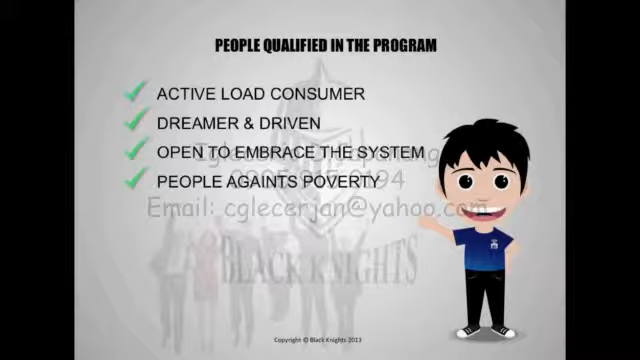 PEOPLE QUALIFIED IN THE PROGRAM
ACTIVE LOAD CONSUMER
DREAMER & DRIVEN
OPEN TO EMBRACE THE SYSTEM
PEOPLE AGAINTS POVERTY
Email: cglecerjan@yahoo.com
BLACK KNIGHTS
Copyright © Black Knights 2013